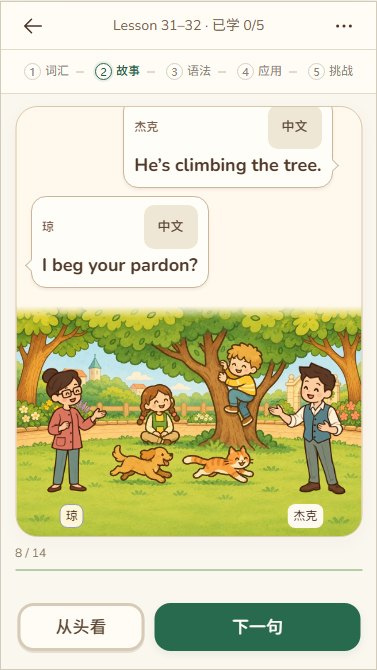 Lesson 31–32 · 已学 0/5
1 词汇 2 故事 3 语法 4 应用 5 挑战
杰克
中文
He’s climbing the tree.
琼
中文
I beg your pardon?
琼
杰克
8 / 14
从头看
下一句